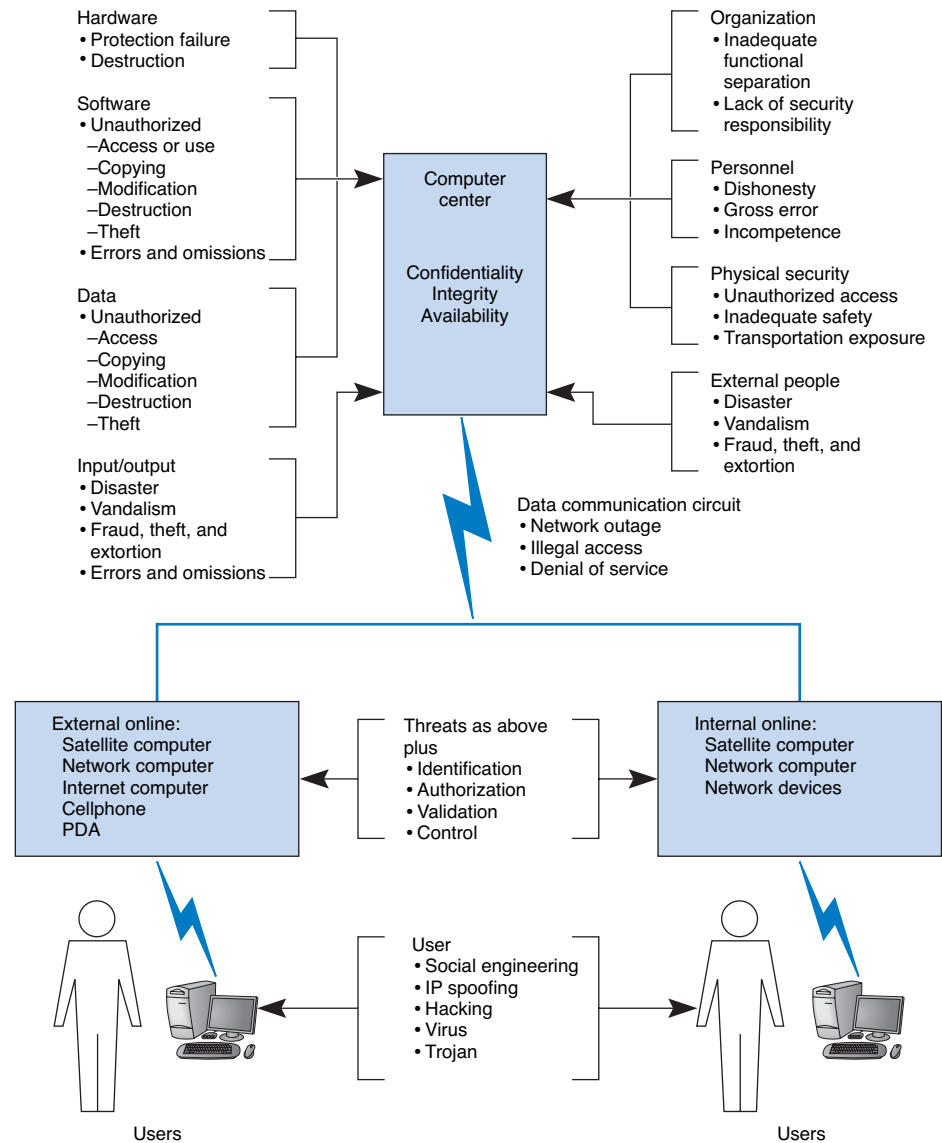 Hardware
• Protection failure
• Destruction
Software
• Unauthorized
–Access or use
–Copying
–Modification
–Destruction
–Theft
• Errors and omissions
Data
• Unauthorized
–Access
–Copying
–Modification
–Destruction
–Theft
Input/output
• Disaster
• Vandalism
• Fraud, theft, and
extortion
• Errors and omissions
Computer
center
Confidentiality
Integrity
Availability
Organization
• Inadequate
functional
separation
• Lack of security
responsibility
Personnel
• Dishonesty
• Gross error
• Incompetence
Physical security
• Unauthorized access
• Inadequate safety
• Transportation exposure
External people
• Disaster
• Vandalism
• Fraud, theft, and
extortion
Data communication circuit
• Network outage
• Illegal access
• Denial of service
External online:
Satellite computer
Network computer
Internet computer
Cellphone
PDA
Threats as above
plus
• Identification
• Authorization
• Validation
• Control
Internal online:
Satellite computer
Network computer
Network devices
User
• Social engineering
• IP spoofing
• Hacking
• Virus
• Trojan
Users
Users